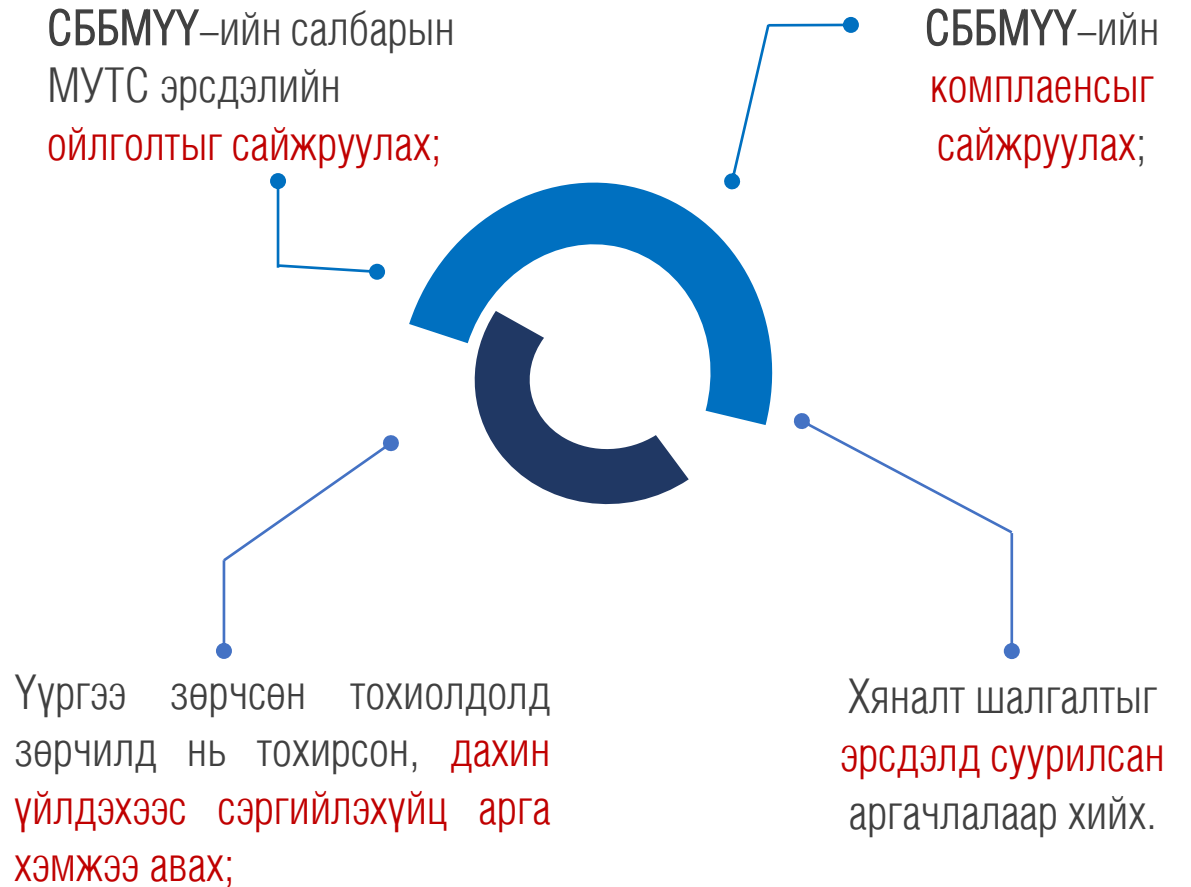 СББМҮҮ–ийн салбарын
МУТС эрсдэлийн
ойлголтыг сайжруулах;
СББМҮҮ–ийн
комплаенсыг
сайжруулах;
Үүргээ зөрчсөн тохиолдолд
зөрчилд нь тохирсон, дахин
үйлдэхээс сэргийлэхүйц арга
хэмжээ авах;
Хяналт шалгалтыг
эрсдэлд суурилсан
аргачлалаар хийх.